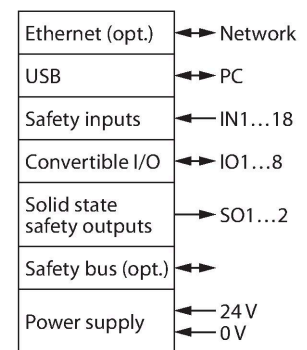 Ethernet (opt.) Network
USB PC
Safety inputs IN1...18
Convertible I/O IO1...8
Solid state
safety outputs SO1...2
Safety bus (opt.)
Power supply 24 V
0 V